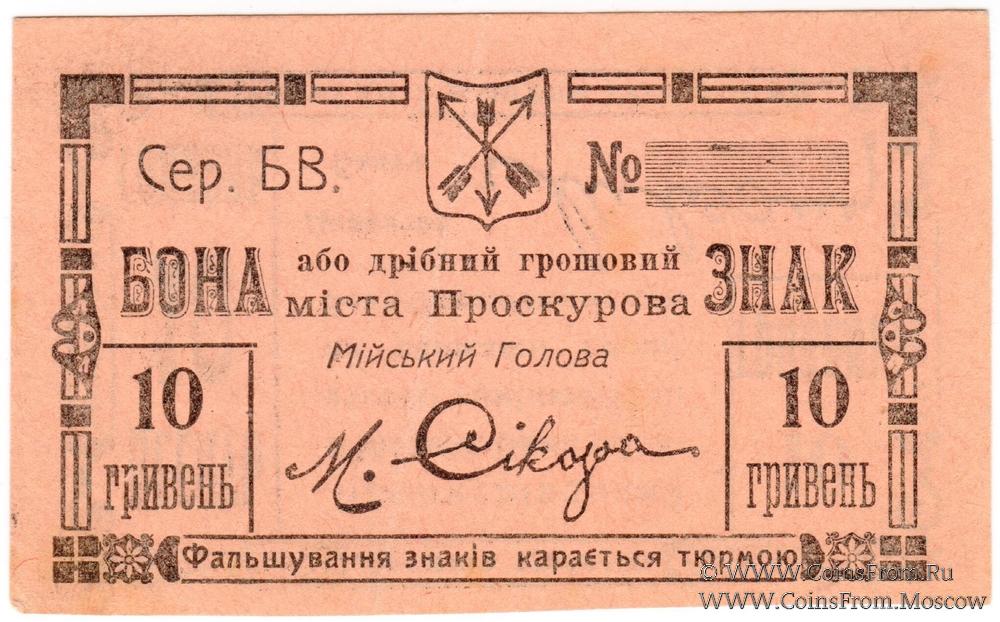 Сер. БВ. №
БОНА або дрібний грошовий ЗНАК
міста Проскурова
Мійський Голова
10 гривень
М. Сікора
10 гривень
Фальшування знаків карається тюрмою
© WWW.CoinsFrom.Ru
WWW.CoinsFrom.Moscow